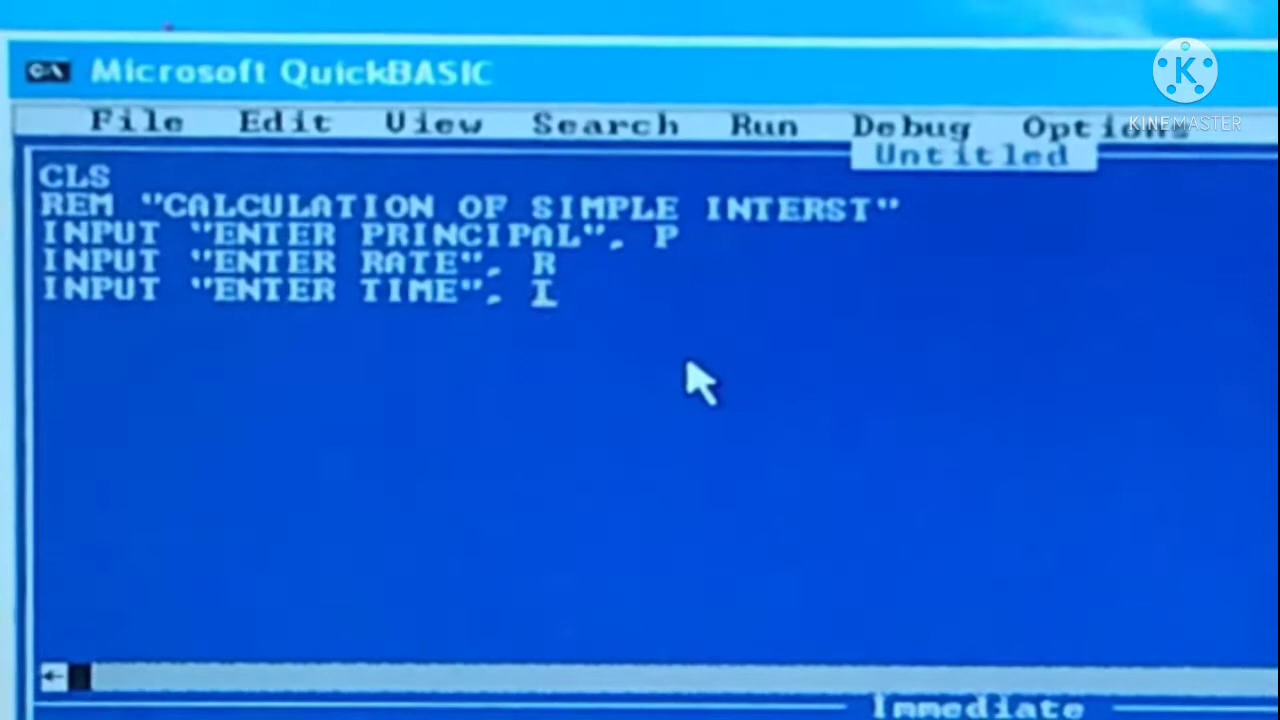 C:\ Microsoft QuickBASIC
KINEMASTER
File Edit View Search Run Debug Options
Untitled
CLS
REM "CALCULATION OF SIMPLE INTERST"
INPUT "ENTER PRINCIPAL", P
INPUT "ENTER RATE", R
INPUT "ENTER TIME",
Immediate